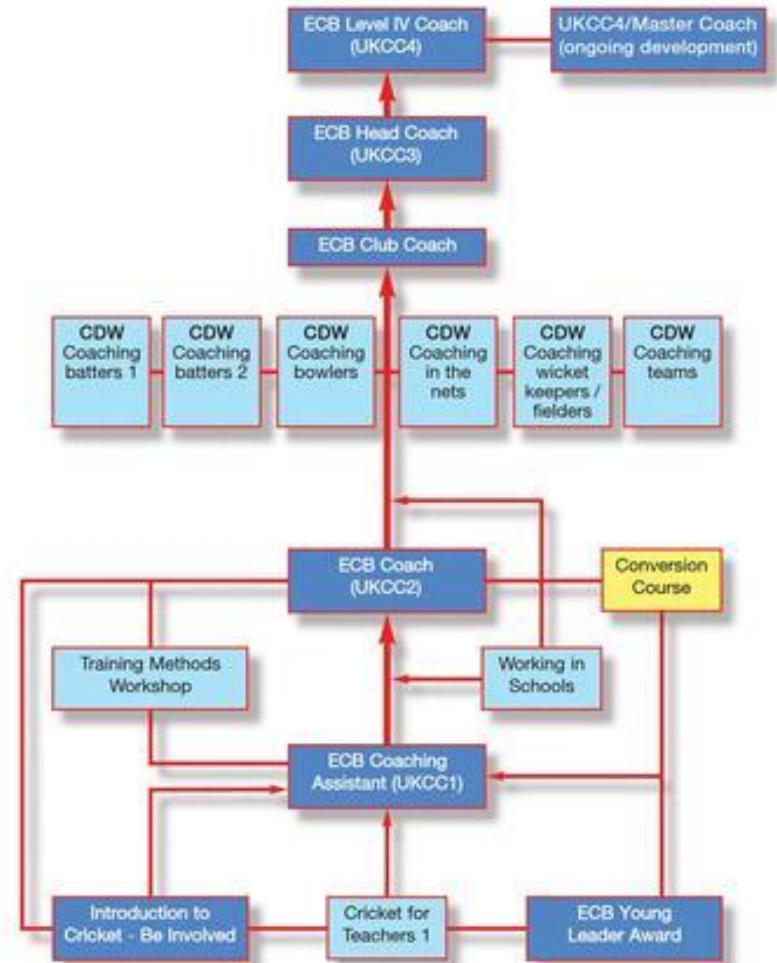 ECB Level IV Coach
(UKCC4)
UKCC4/Master Coach
(ongoing development)
ECB Head Coach
(UKCC3)
ECB Club Coach
CDW
Coaching
batters 1
CDW
Coaching
batters 2
CDW
Coaching
bowlers
CDW
Coaching
in the
nets
CDW
Coaching
wicket
keepers /
fielders
CDW
Coaching
teams
ECB Coach
(UKCC2)
Conversion
Course
Training Methods
Workshop
Working in
Schools
ECB Coaching
Assistant (UKCC1)
Introduction to
Cricket - Be Involved
Cricket for
Teachers 1
ECB Young
Leader Award